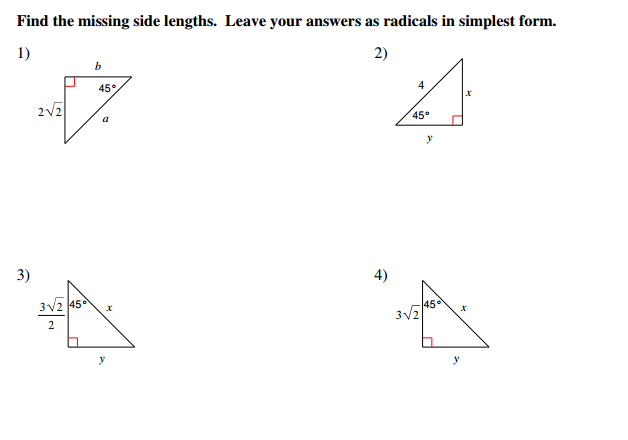 Find the missing side lengths.  Leave your answers as radicals in simplest form.
1)
b
45°
2√2
a
2)
4
x
45°
y
3)
3√2
2
45°
x
y
4)
45°
3√2
x
y